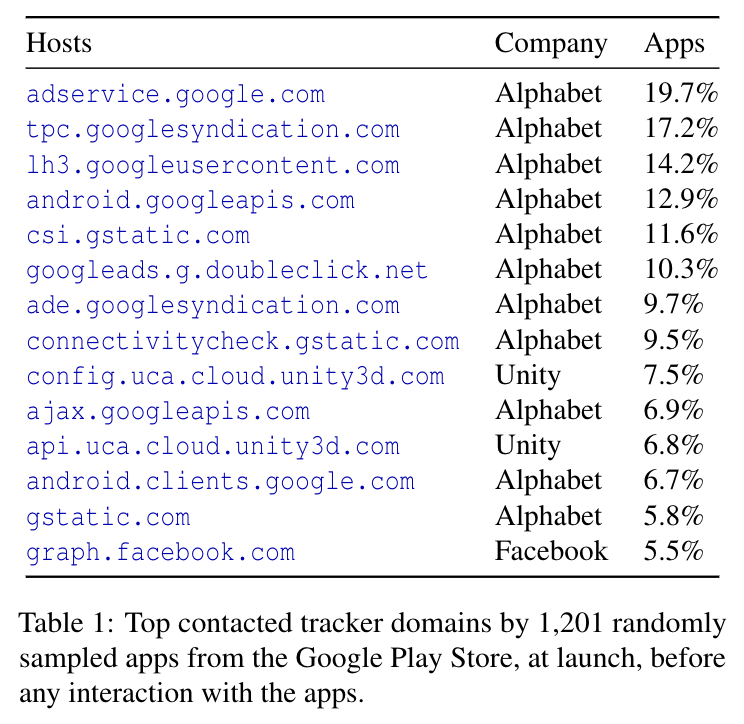 Hosts Company Apps
adservice.google.com Alphabet 19.7%
tpc.googlesyndication.com Alphabet 17.2%
lh3.googleusercontent.com Alphabet 14.2%
android.googleapis.com Alphabet 12.9%
csi.gstatic.com Alphabet 11.6%
googleads.g.doubleclick.net Alphabet 10.3%
ade.googlesyndication.com Alphabet 9.7%
connectivitycheck.gstatic.com Alphabet 9.5%
config.uca.cloud.unity3d.com Unity 7.5%
ajax.googleapis.com Alphabet 6.9%
api.uca.cloud.unity3d.com Unity 6.8%
android.clients.google.com Alphabet 6.7%
gstatic.com Alphabet 5.8%
graph.facebook.com Facebook 5.5%
Table 1: Top contacted tracker domains by 1,201 randomly
sampled apps from the Google Play Store, at launch, before
any interaction with the apps.